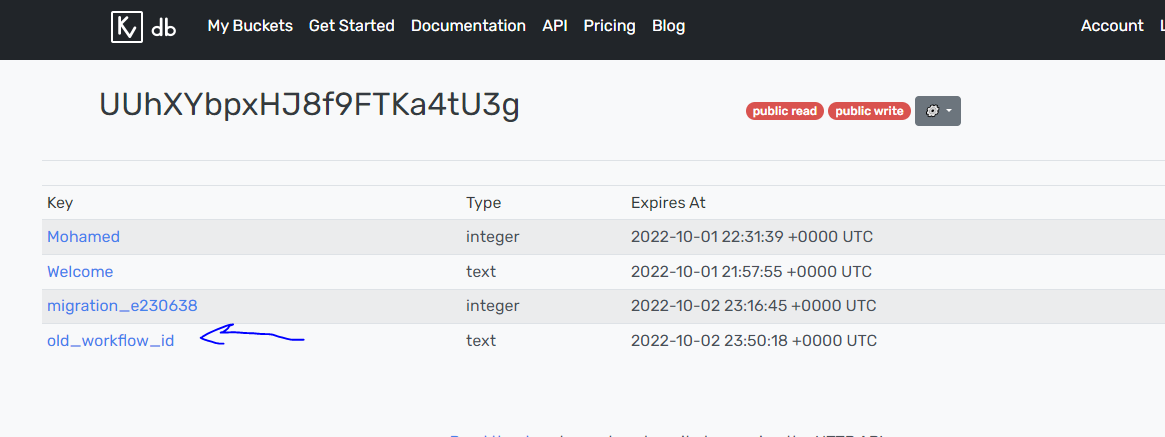 KV db My Buckets Get Started Documentation API Pricing Blog Account
UUhXYbpxHJ8f9FTKa4tU3g
public read public write
Key Type Expires At
Mohamed integer 2022-10-01 22:31:39 +0000 UTC
Welcome text 2022-10-01 21:57:55 +0000 UTC
migration_e230638 integer 2022-10-02 23:16:45 +0000 UTC
old_workflow_id text 2022-10-02 23:50:18 +0000 UTC